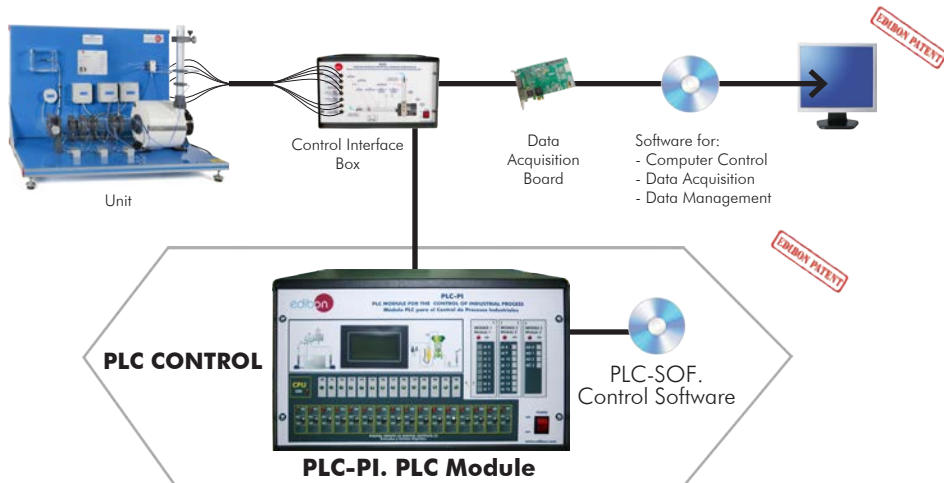 EDIBON PATENT
Unit
Control Interface
Box
Data
Acquisition
Board
Software for:
- Computer Control
- Data Acquisition
- Data Management
EDIBON PATENT
PLC CONTROL
edibon
PLC-PI
PLC MODULE FOR THE CONTROL OF INDUSTRIAL PROCESS
Módulo PLC para el Control de Procesos Industriales
CPU
PLC-SOF.
Control Software
PLC-PI. PLC Module